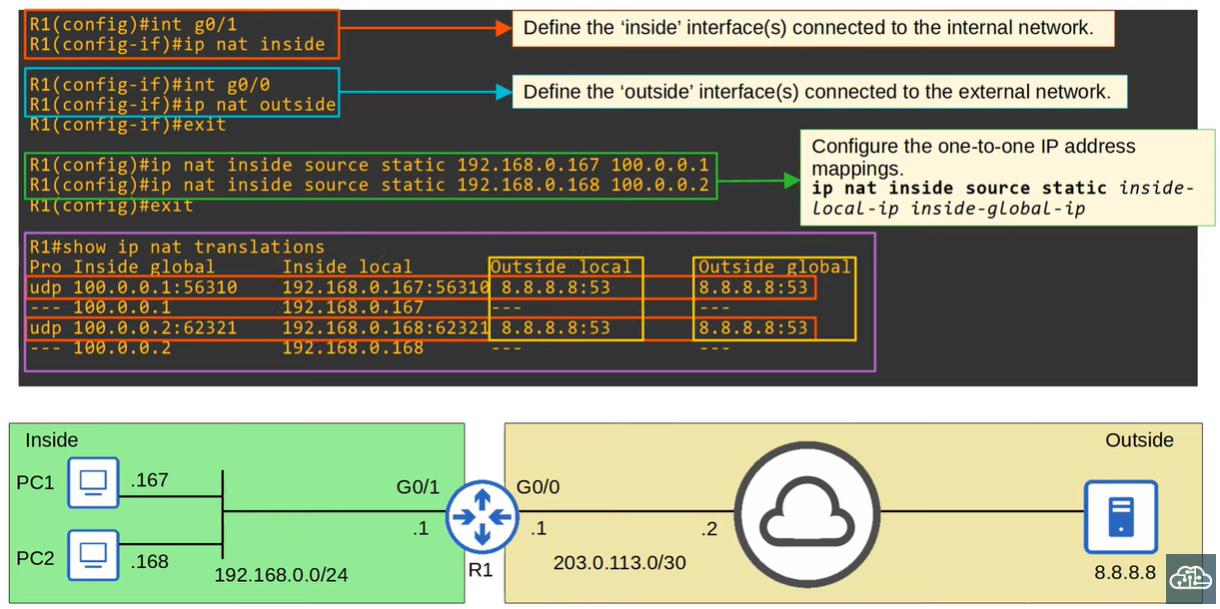 R1(config)#int g0/1
R1(config-if)#ip nat inside
Define the ‘inside’ interface(s) connected to the internal network.
R1(config-if)#int g0/0
R1(config-if)#ip nat outside
R1(config-if)#exit
Define the ‘outside’ interface(s) connected to the external network.
R1(config)#ip nat inside source static 192.168.0.167 100.0.0.1
R1(config)#ip nat inside source static 192.168.0.168 100.0.0.2
R1(config)#exit
Configure the one-to-one IP address
mappings.
ip nat inside source static inside-
local-ip inside-global-ip
R1#show ip nat translations
Pro Inside global Inside local Outside local Outside global
udp 100.0.0.1:56310 192.168.0.167:56310 8.8.8.8:53 8.8.8.8:53
--- 100.0.0.1 192.168.0.167 --- ---
udp 100.0.0.2:62321 192.168.0.168:62321 8.8.8.8:53 8.8.8.8:53
--- 100.0.0.2 192.168.0.168 --- ---
Inside
Outside
PC1
.167
G0/1
G0/0
.1
.1
.2
PC2
.168
192.168.0.0/24
R1
203.0.113.0/30
8.8.8.8